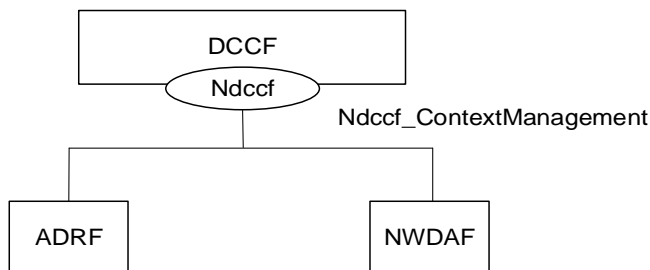 DCCF
Ndccf
Ndccf_ContextManagement
ADRF
NWDAF